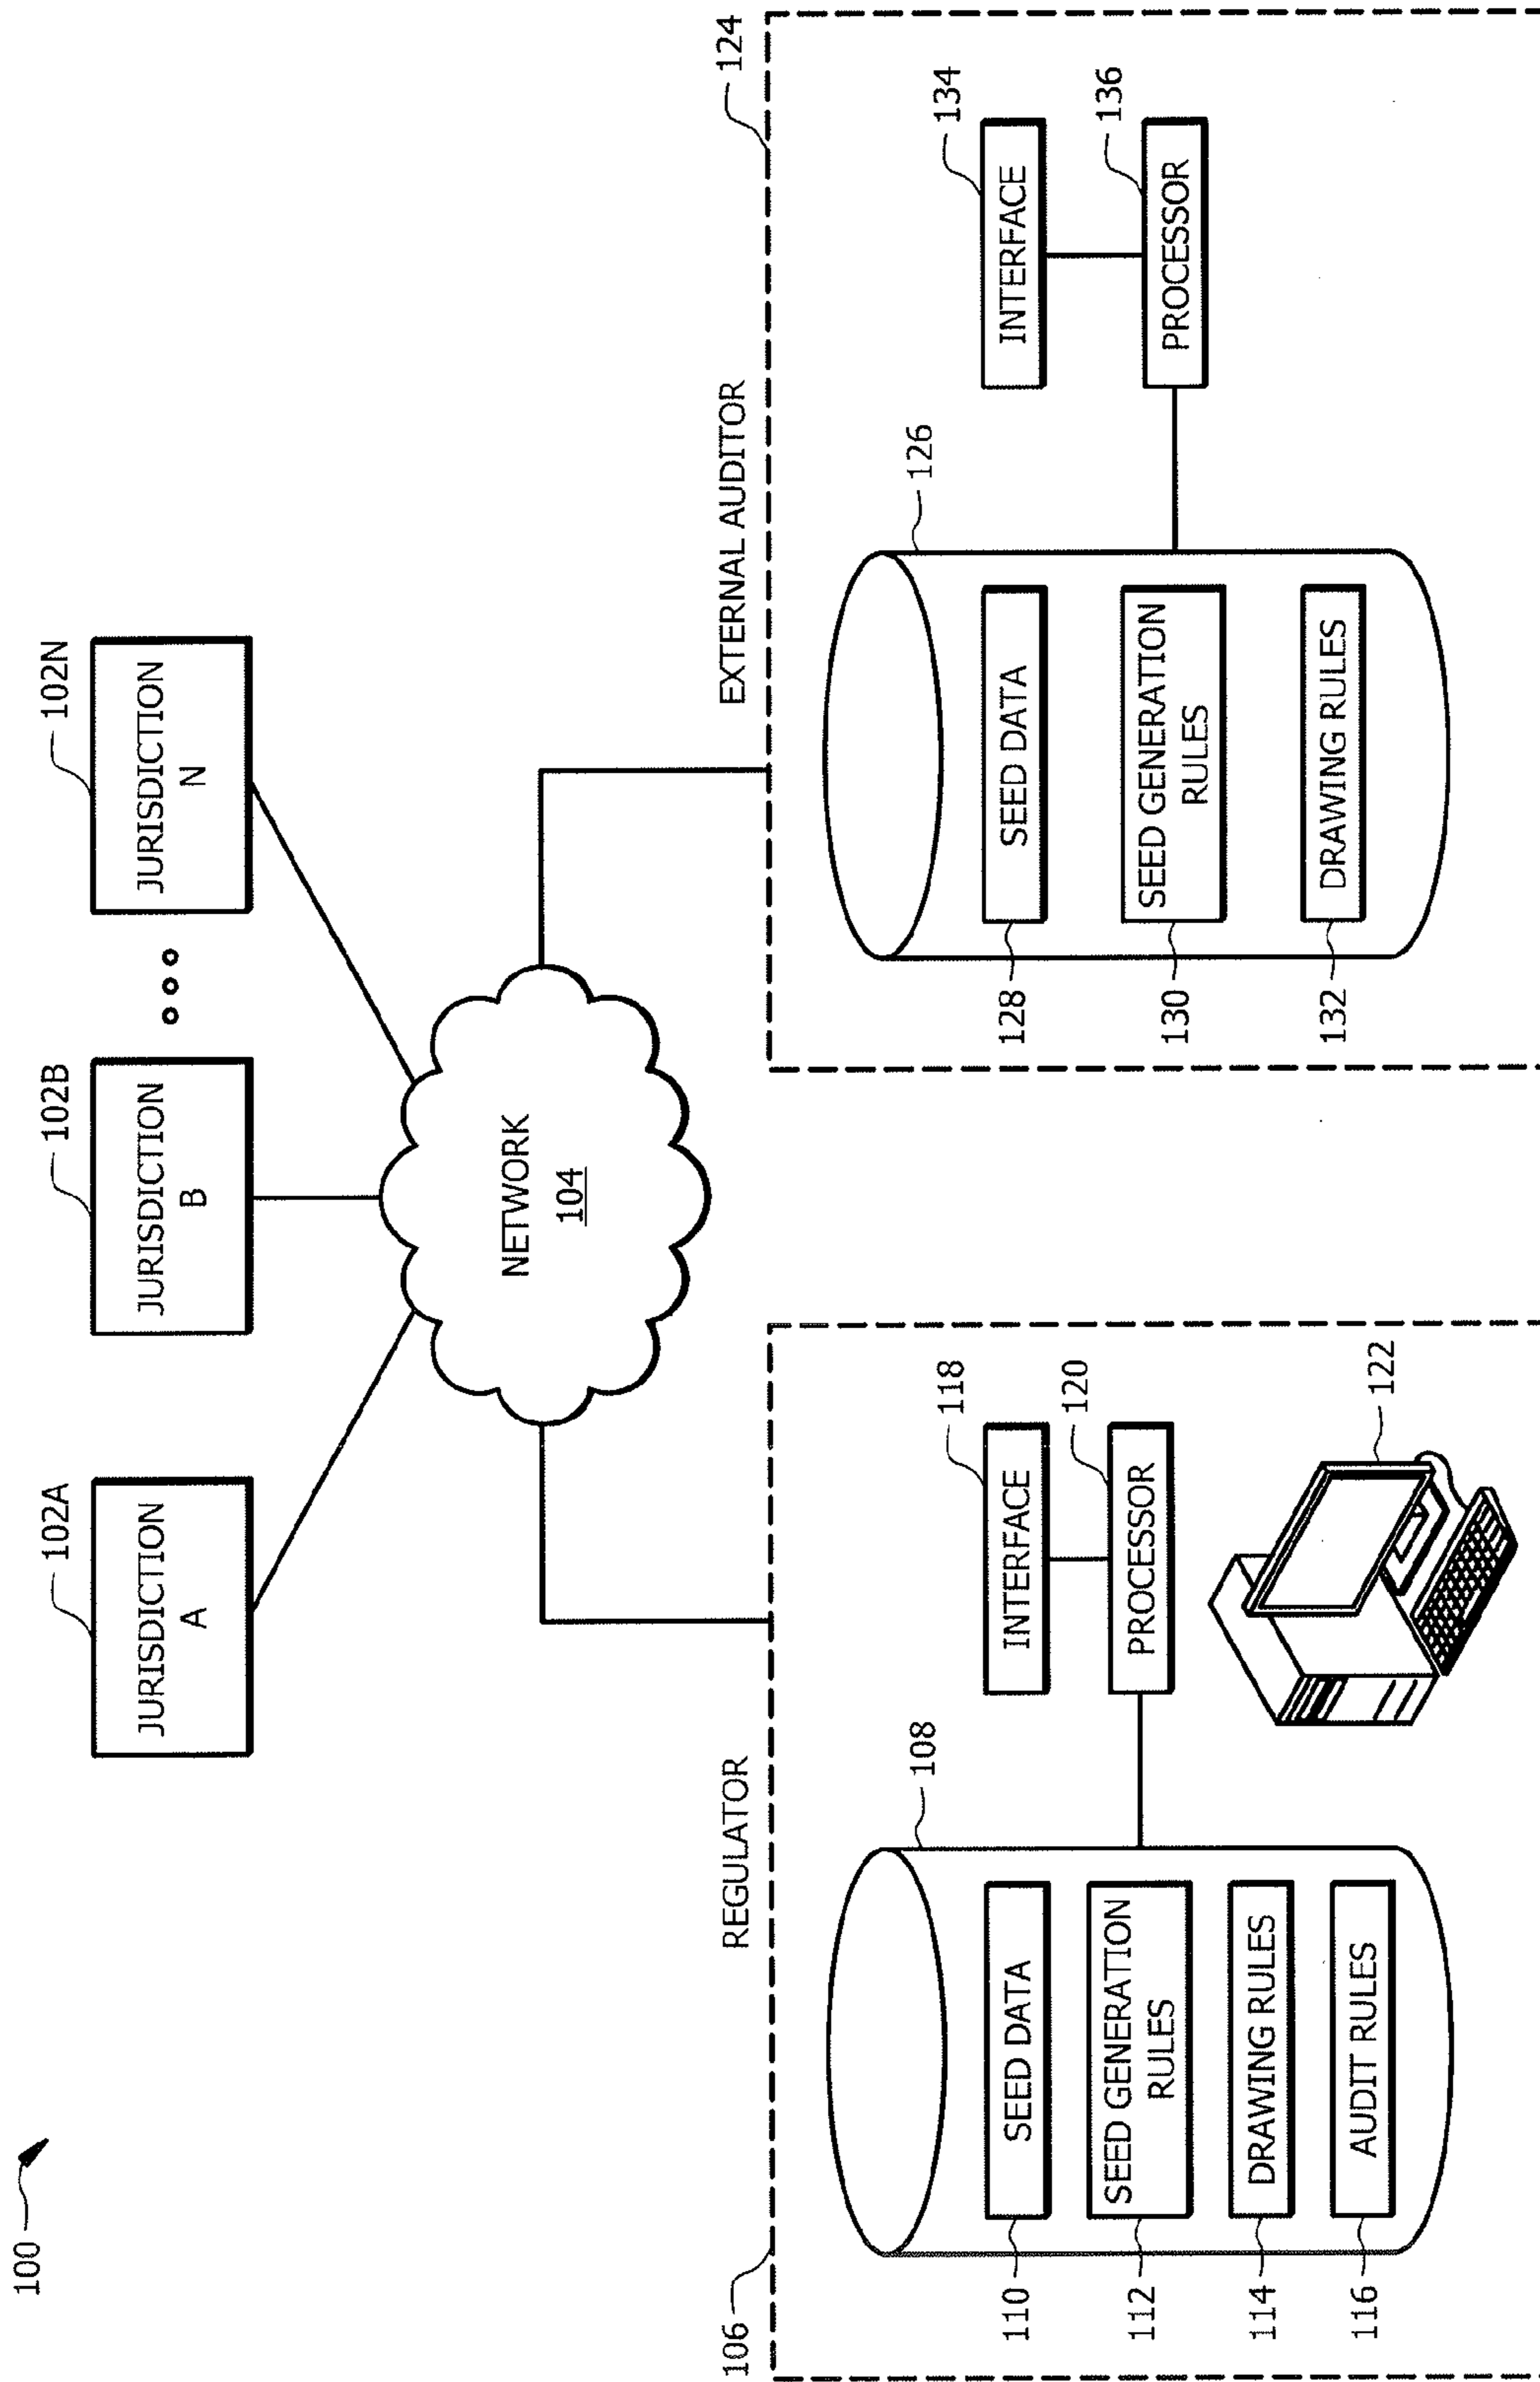 100
102A
JURISDICTION
A
102B
JURISDICTION
B
102N
JURISDICTION
N
NETWORK
104
106
REGULATOR
108
110
SEED DATA
112
SEED GENERATION
RULES
114
DRAWING RULES
116
AUDIT RULES
118
INTERFACE
120
PROCESSOR
122
EXTERNAL AUDITOR
124
126
128
SEED DATA
130
SEED GENERATION
RULES
132
DRAWING RULES
134
INTERFACE
136
PROCESSOR